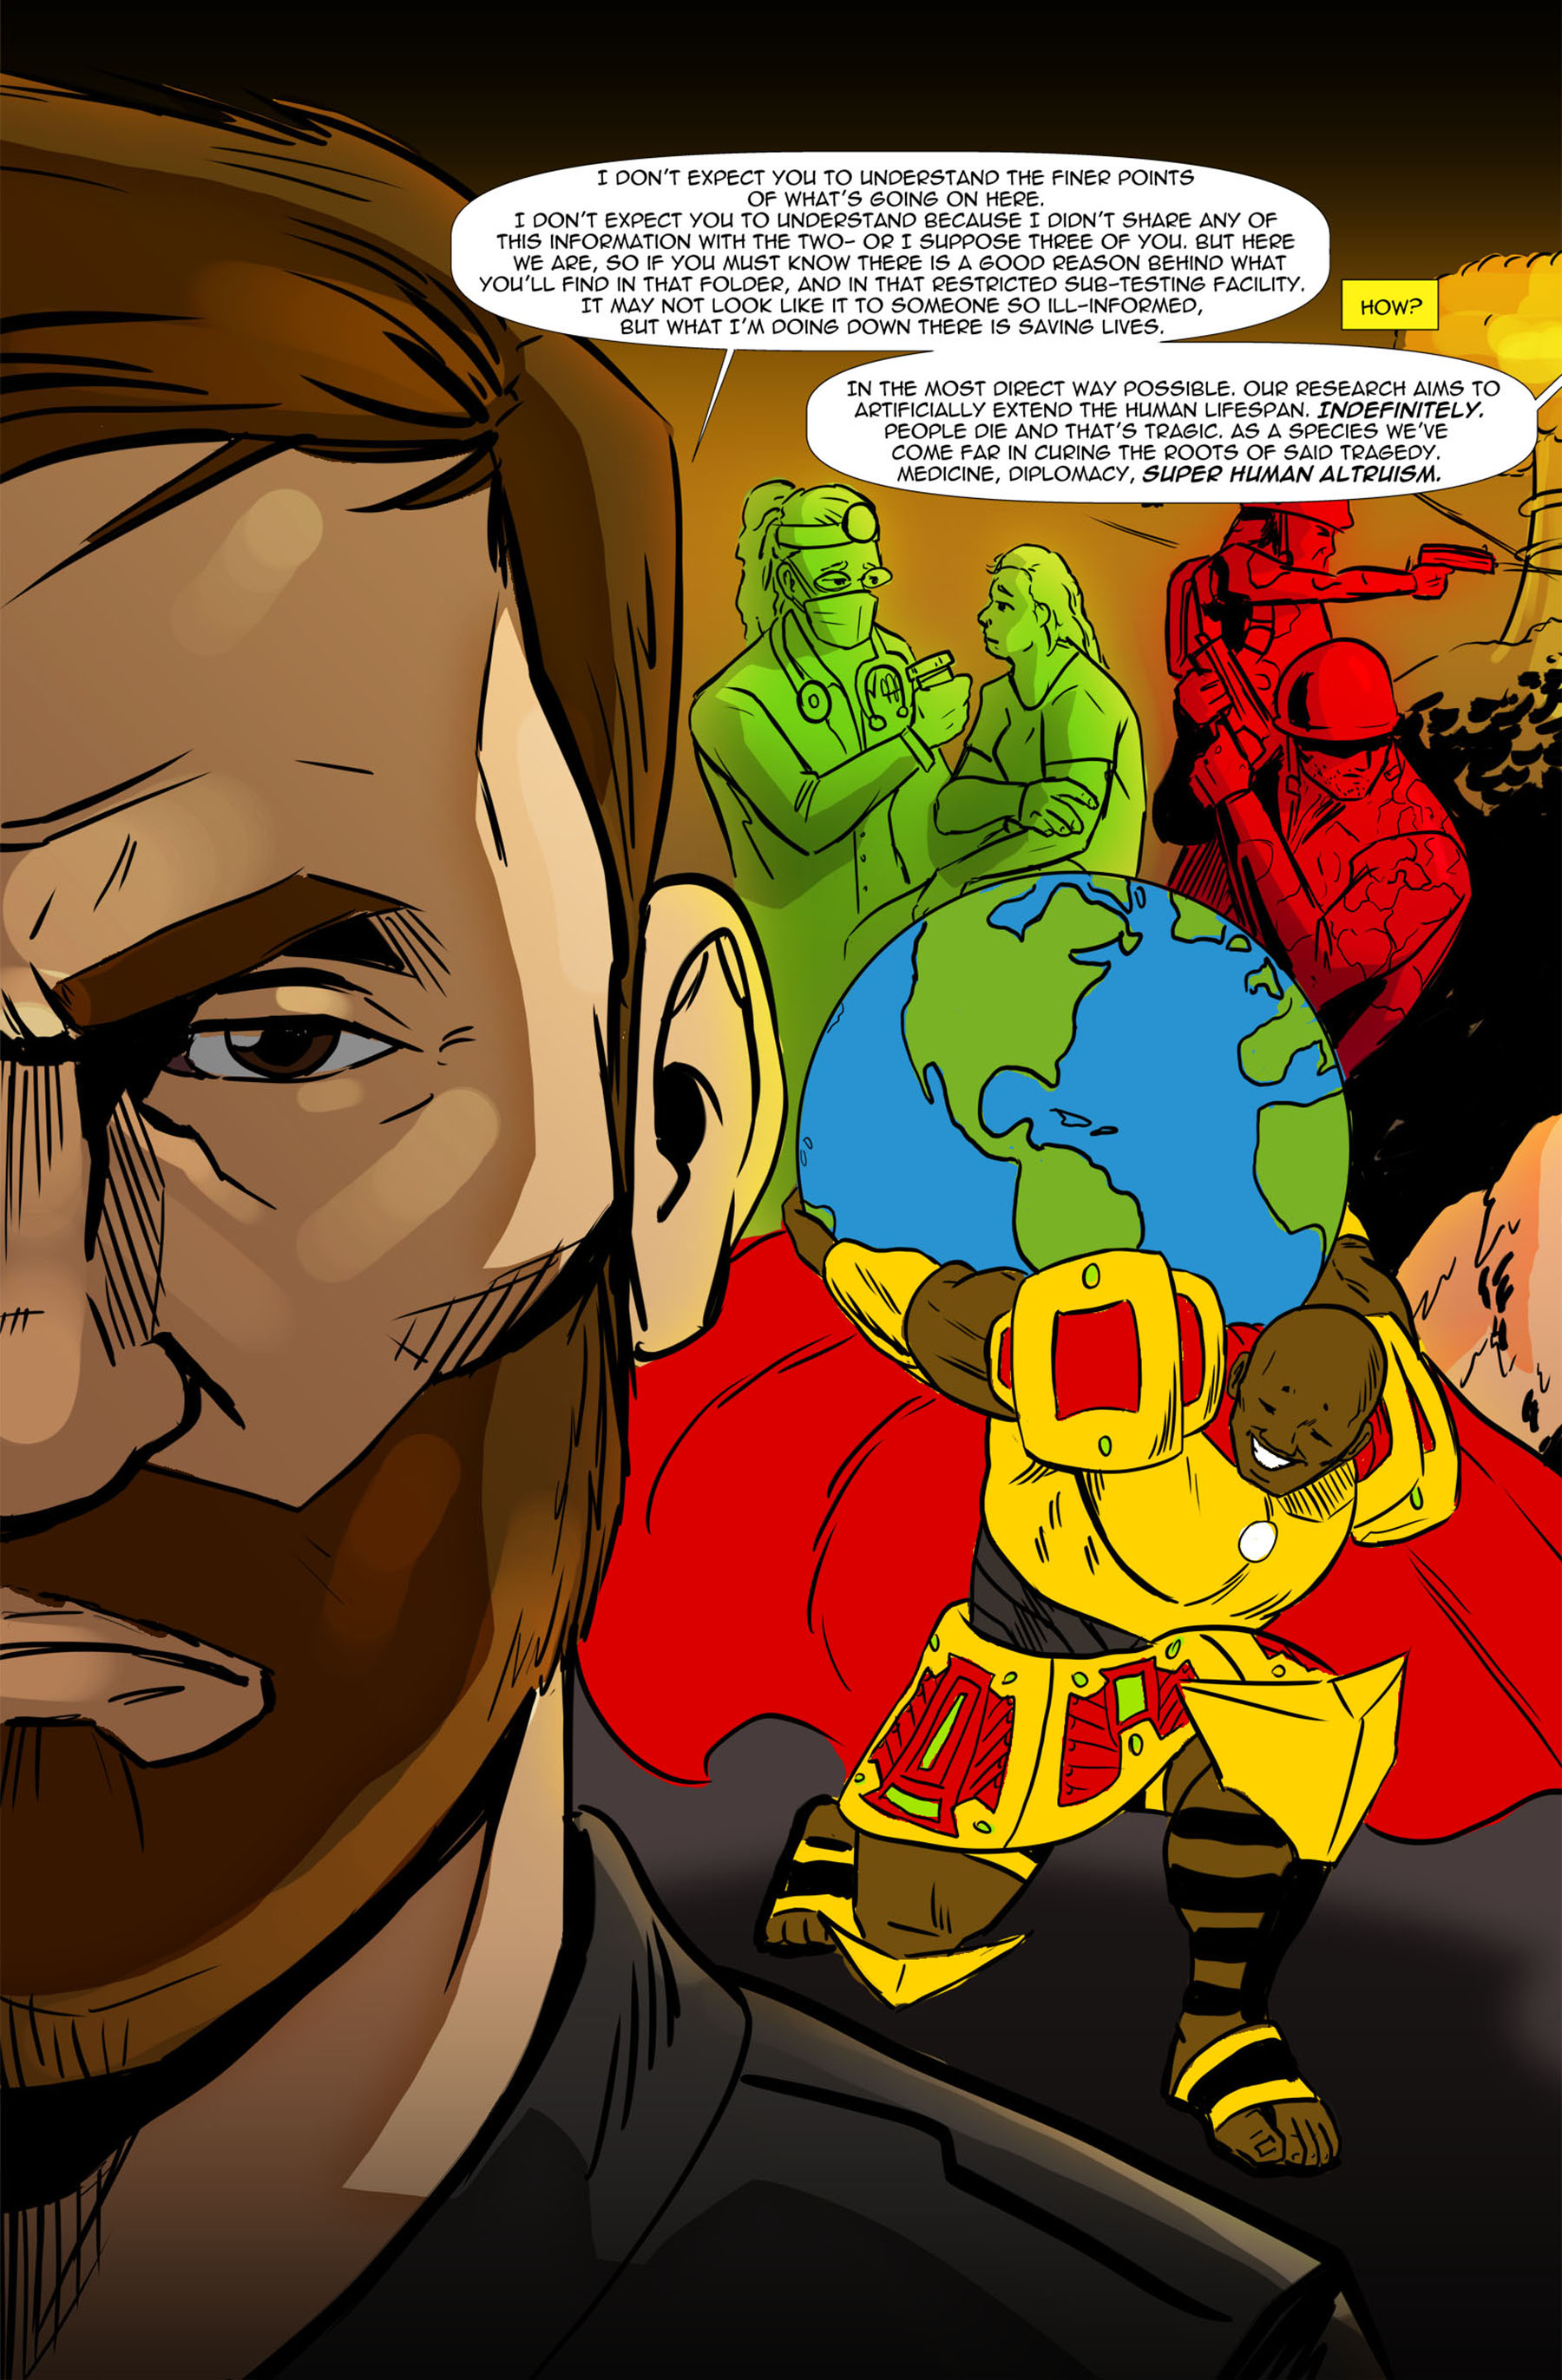 I DON'T EXPECT YOU TO UNDERSTAND THE FINER POINTS
OF WHAT'S GOING ON HERE.
I DON'T EXPECT YOU TO UNDERSTAND BECAUSE I DIDN'T SHARE ANY OF
THIS INFORMATION WITH THE TWO- OR I SUPPOSE THREE OF YOU. BUT HERE
WE ARE, SO IF YOU MUST KNOW THERE IS A GOOD REASON BEHIND WHAT
YOU'LL FIND IN THAT FOLDER, AND IN THAT RESTRICTED SUB-TESTING FACILITY.
IT MAY NOT LOOK LIKE IT TO SOMEONE SO ILL-INFORMED,
BUT WHAT I'M DOING DOWN THERE IS SAVING LIVES.
HOW?
IN THE MOST DIRECT WAY POSSIBLE. OUR RESEARCH AIMS TO
ARTIFICIALLY EXTEND THE HUMAN LIFESPAN. INDEFINITELY.
PEOPLE DIE AND THAT'S TRAGIC. AS A SPECIES WE'VE
COME FAR IN CURING THE ROOTS OF SAID TRAGEDY.
MEDICINE, DIPLOMACY, SUPER HUMAN ALTRUISM.